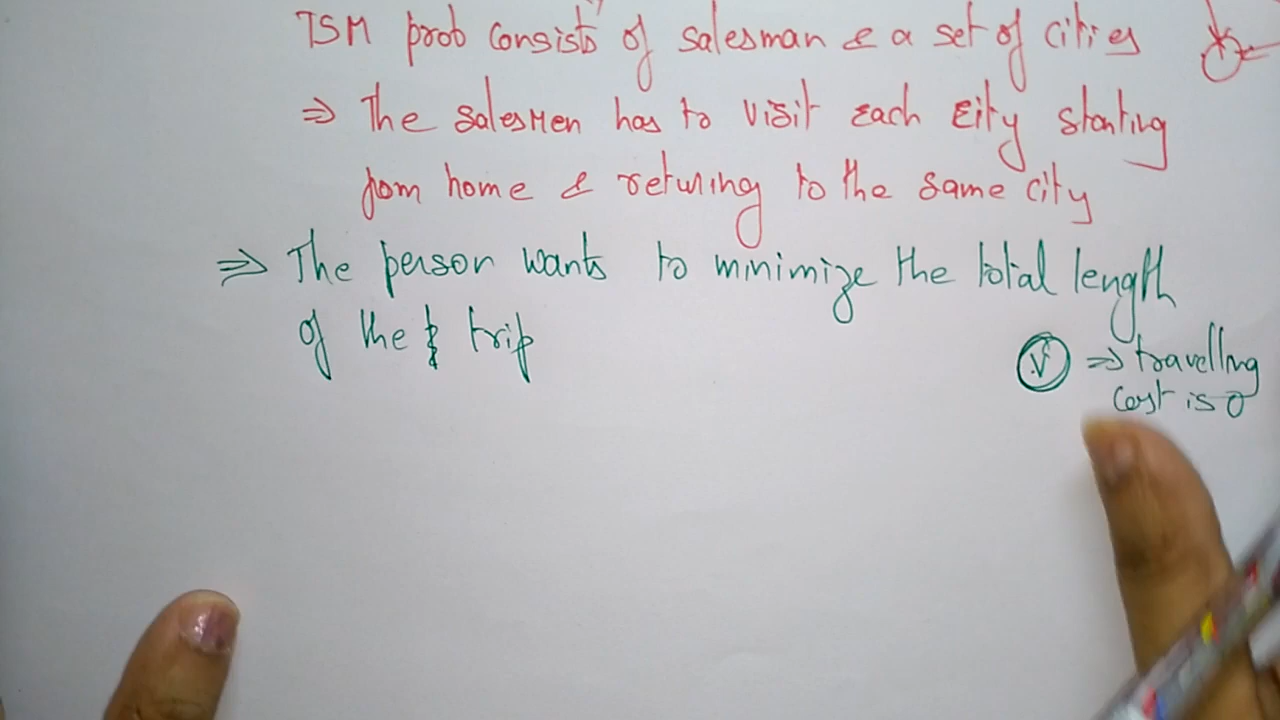 TSM prob consists of salesman & a set of cities
⇒ The salesmen has to visit each city starting
from home & returing to the same city
⇒ The person wants to minimize the total length
of the trip
V ⇒ travelling
cost is 0